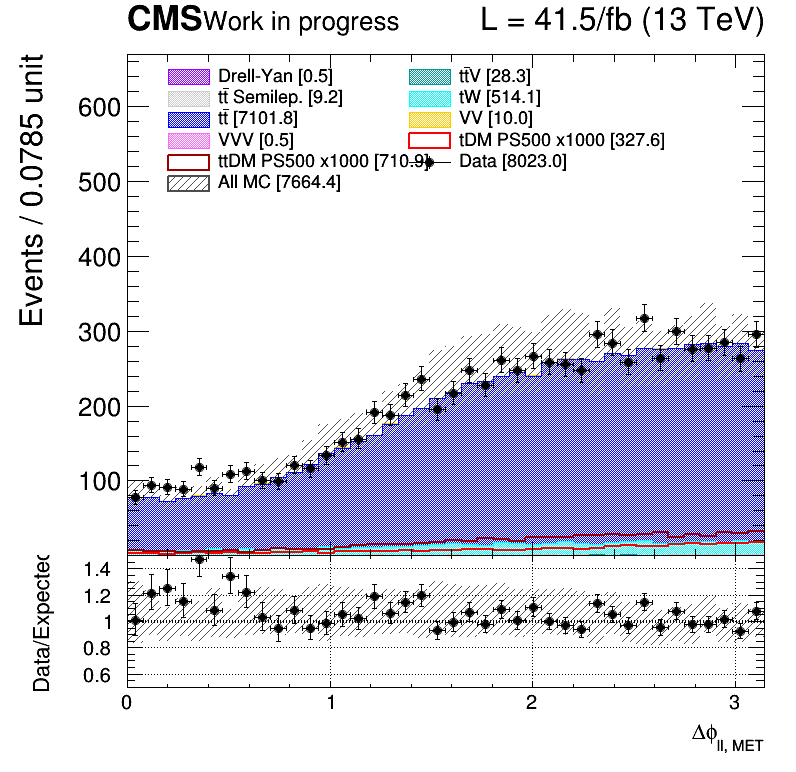 CMS Work in progress L = 41.5/fb (13 TeV)
Events / 0.0785 unit
Drell-Yan [0.5] tt̄V [28.3]
tt̄ Semilep. [9.2] tW [514.1]
tt̄ [7101.8] VV [10.0]
VVV [0.5] tDM PS500 x1000 [327.6]
ttDM PS500 x1000 [710.9] Data [8023.0]
All MC [7664.4]
600
500
400
300
200
100
Data/Expected
1.4
1.2
1
0.8
0.6
0 1 2 3
Δϕll, MET